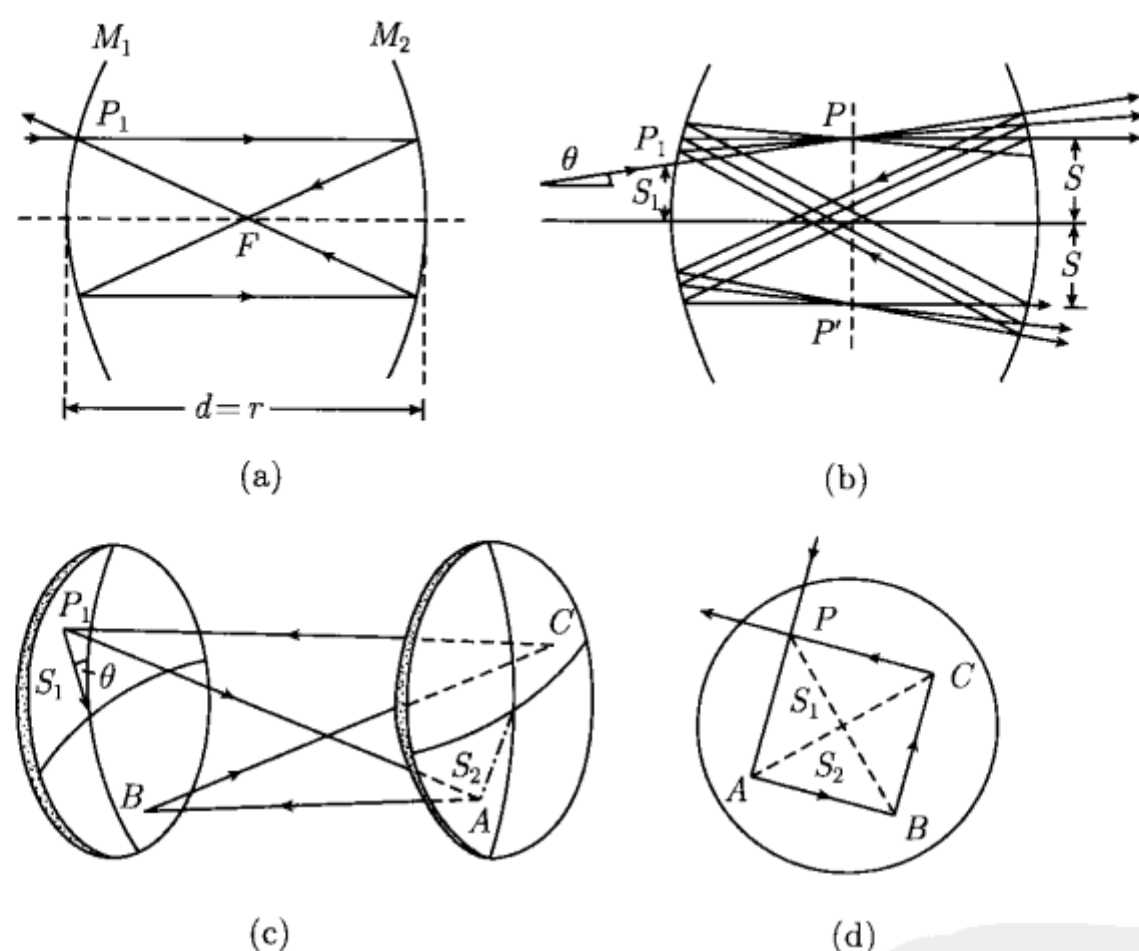 M₁ M₂
P₁
F
d = r
(a)
P
P₁
θ
S₁
S
S
P′
(b)
P₁
S₁
θ
B
C
S₂
A
(c)
P
C
S₁
S₂
A
B
(d)